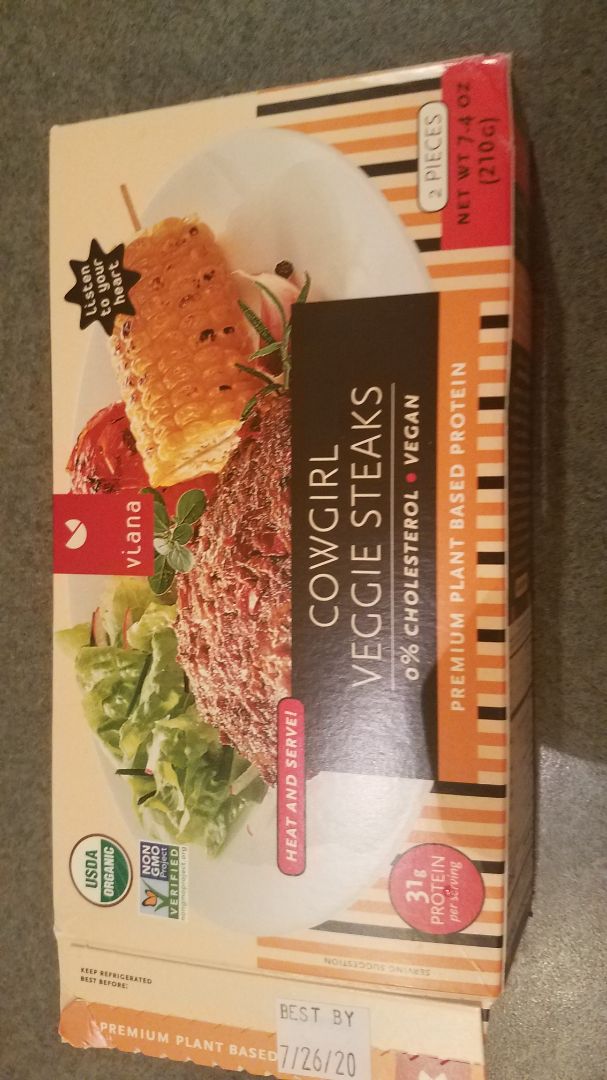 listen
to your
heart
viana
2 PIECES
NET WT 7.4 OZ
(210G)
COWGIRL
VEGGIE STEAKS
0% CHOLESTEROL • VEGAN
PREMIUM PLANT BASED PROTEIN
HEAT AND SERVE!
USDA
ORGANIC
NON
GMO
Project
VERIFIED
nongmoproject.org
31g
PROTEIN
per serving
SERVING SUGGESTION
KEEP REFRIGERATED
BEST BEFORE:
PREMIUM PLANT BASED
BEST BY
7/26/20